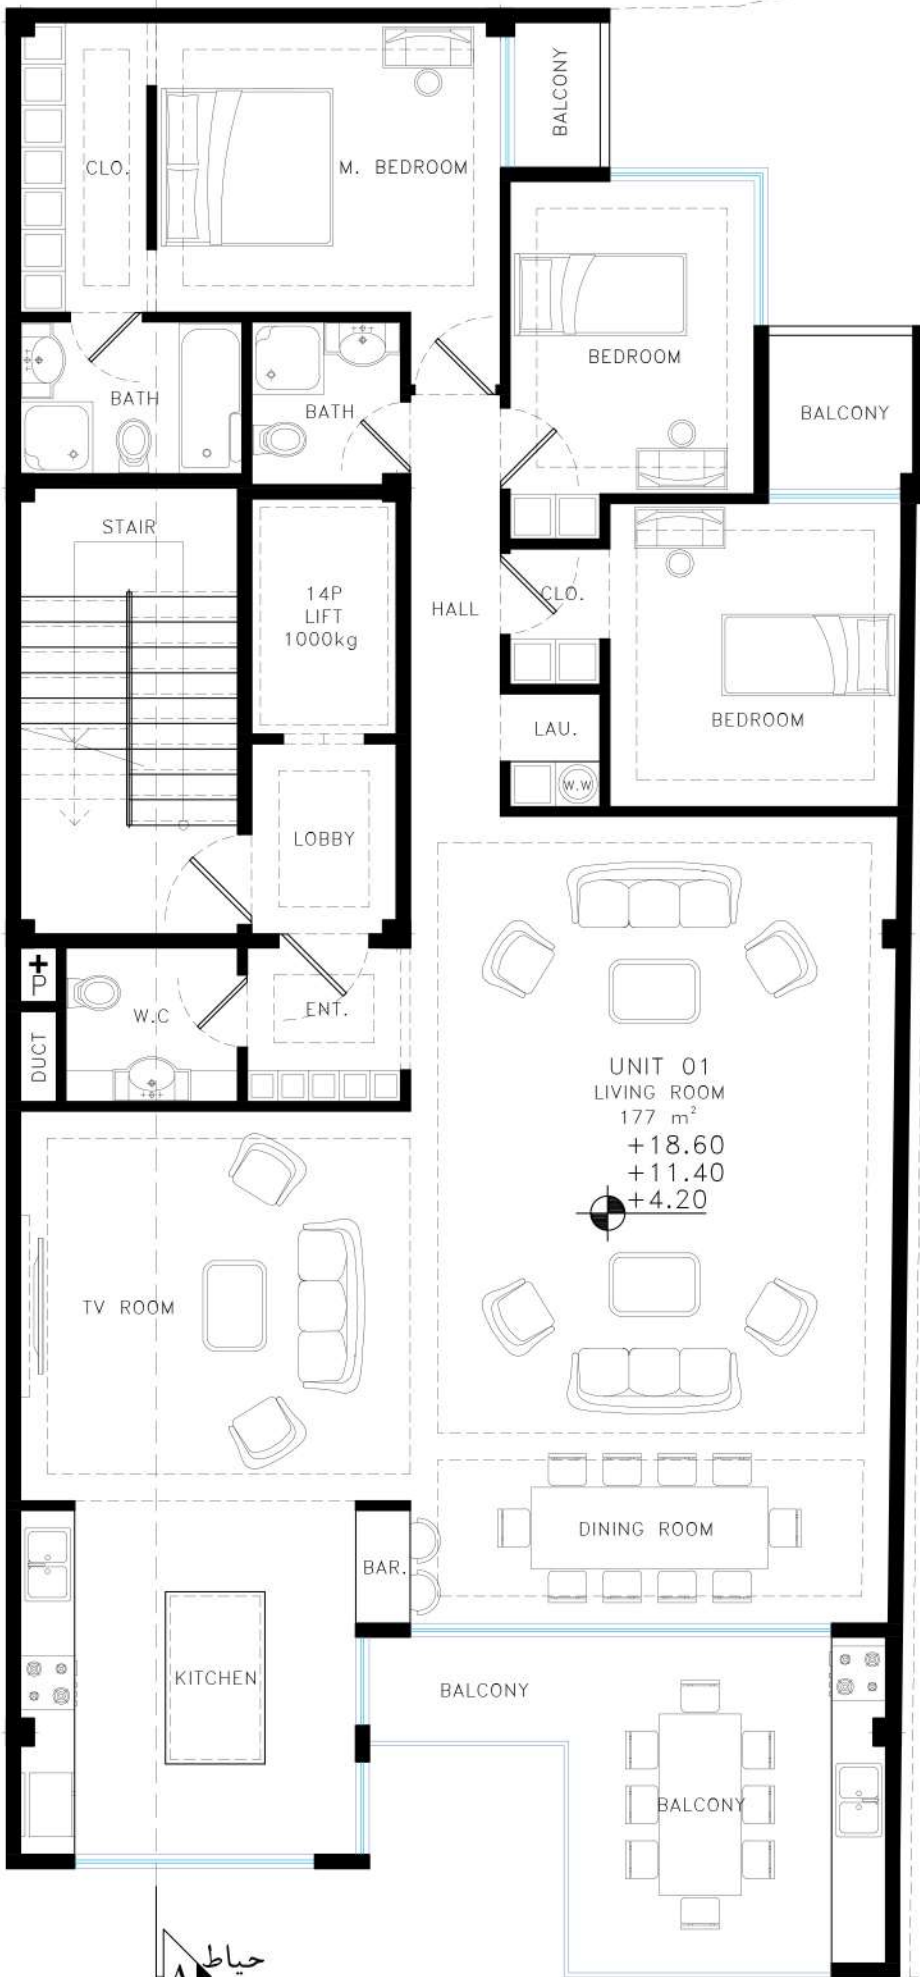 BALCONY
CLO.
M. BEDROOM
BEDROOM
BATH
BATH
BALCONY
STAIR
14P
LIFT
1000kg
HALL
CLO.
BEDROOM
LAU.
W.W
LOBBY
+
P
W.C
ENT.
DUCT
UNIT 01
LIVING ROOM
177 m²
+18.60
+11.40
+4.20
TV ROOM
DINING ROOM
BAR.
KITCHEN
BALCONY
BALCONY
حياط
A